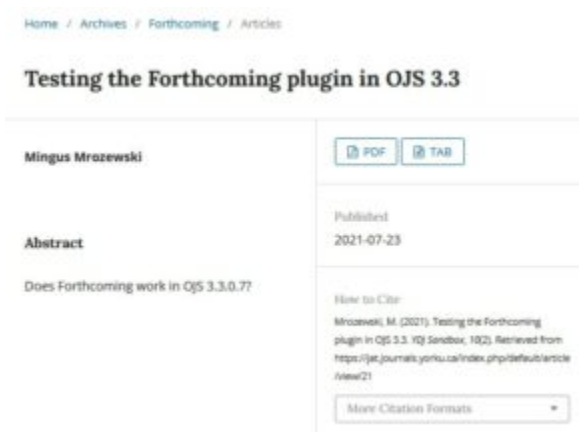 Home / Archives / Forthcoming / Articles
Testing the Forthcoming plugin in OJS 3.3
Mingus Mrozewski
PDF TAB
Published
2021-07-23
Abstract
Does Forthcoming work in OJS 3.3.0.7?
How to Cite
Mrozewski, M. (2021). Testing the Forthcoming
plugin in OJS 3.3. YDJ Sandbox, 10(2). Retrieved from
https://jat.journals.yorku.ca/index.php/default/article
/view/21
More Citation Formats